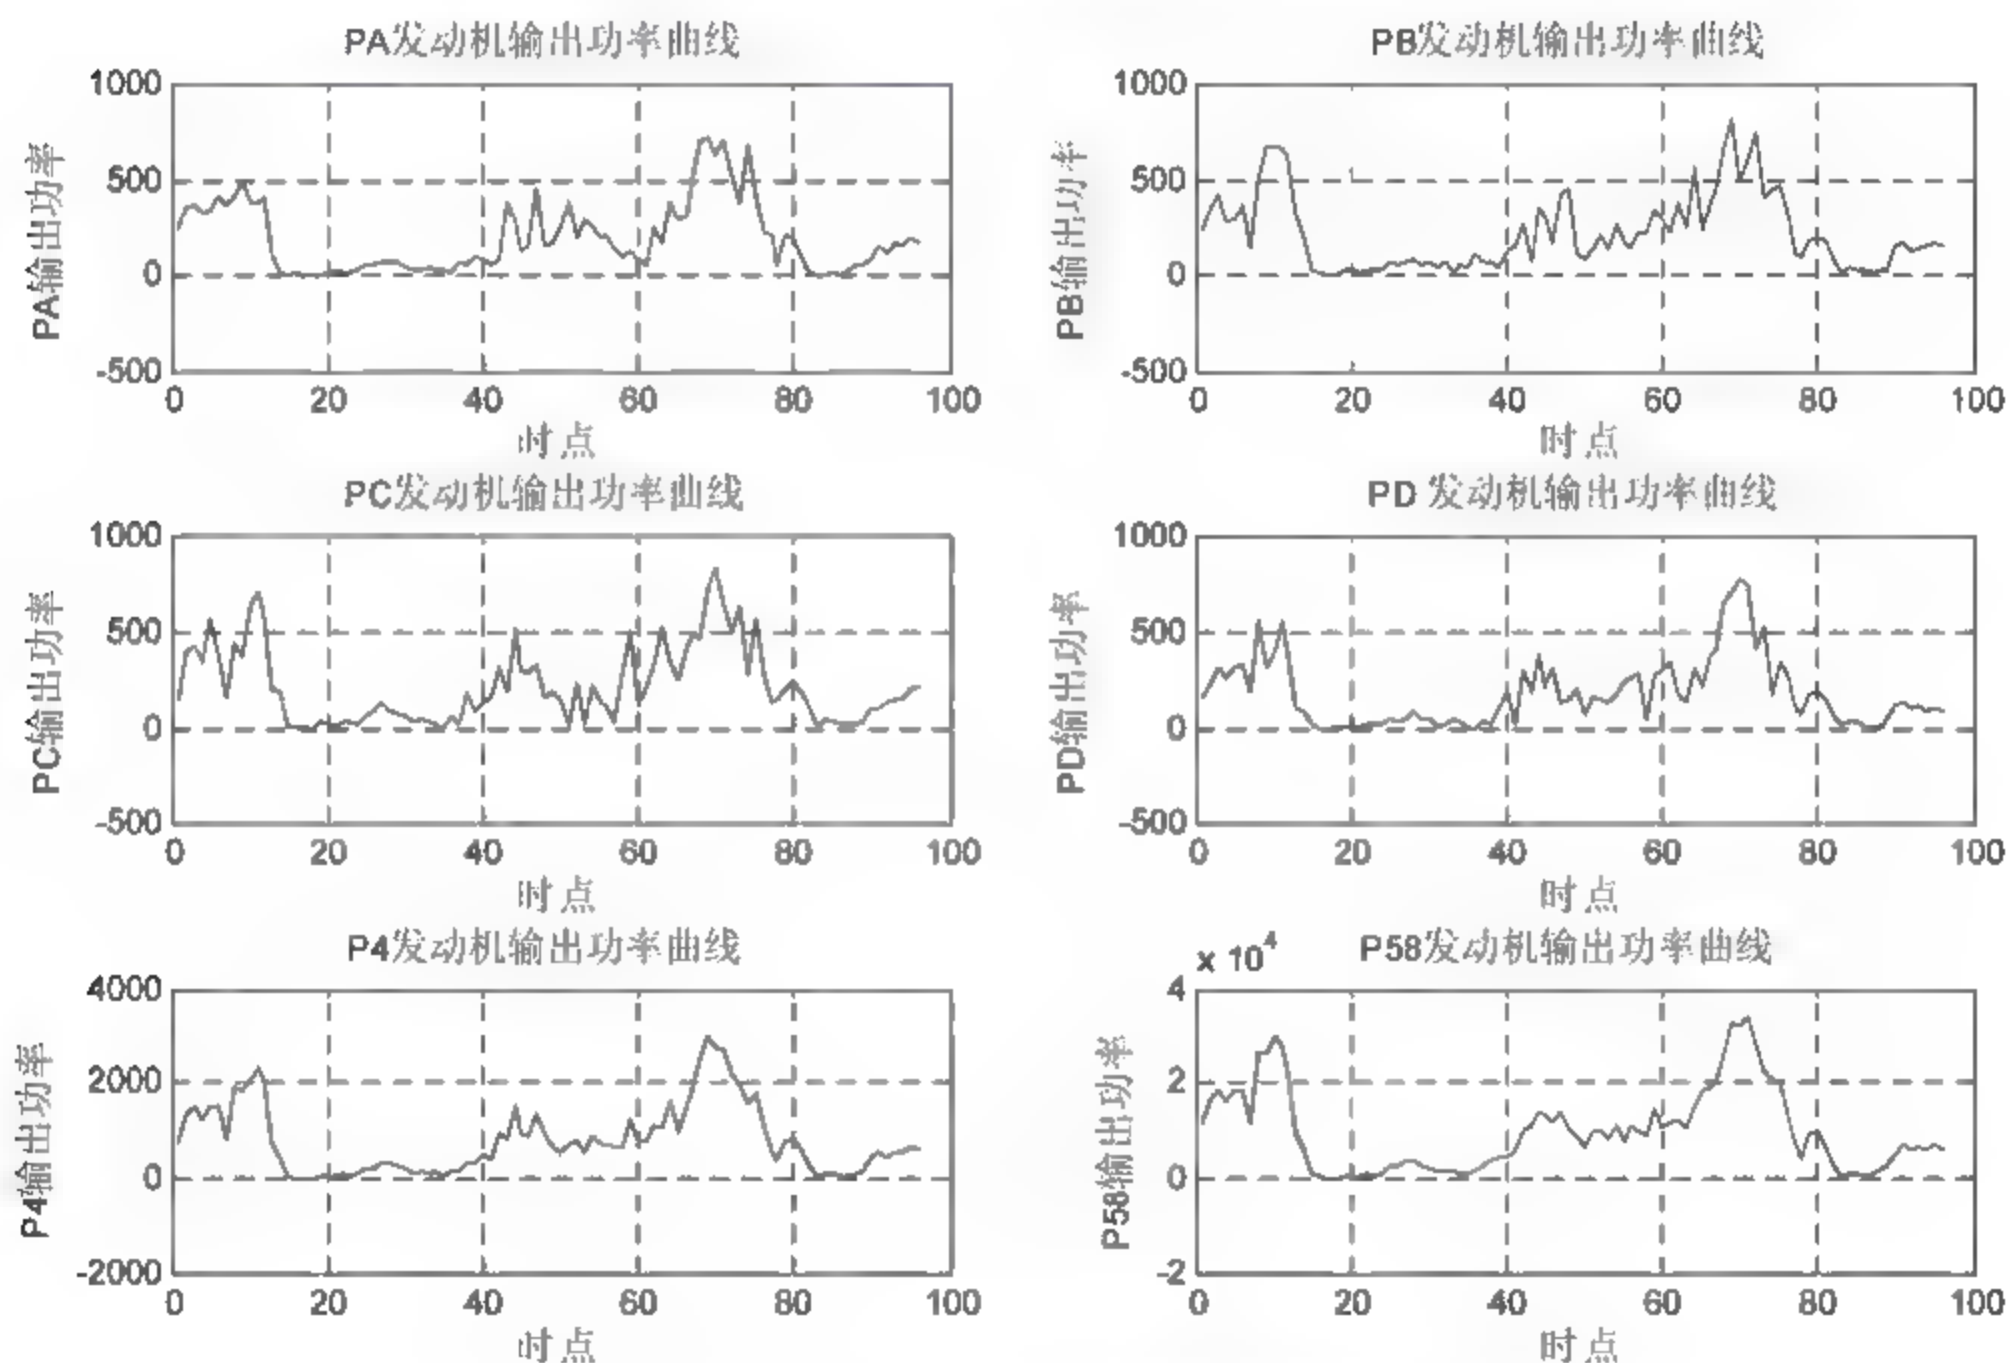 PA发动机输出功率曲线
PA输出功率
1000
500
0
-500
0 20 40 60 80 100
时点
PB发动机输出功率曲线
PB输出功率
1000
500
0
-500
0 20 40 60 80 100
时点
PC发动机输出功率曲线
PC输出功率
1000
500
0
-500
0 20 40 60 80 100
时点
PD 发动机输出功率曲线
PD输出功率
1000
500
0
-500
0 20 40 60 80 100
时点
P4发动机输出功率曲线
P4输出功率
4000
2000
0
-2000
0 20 40 60 80 100
时点
x 10^4
P58发动机输出功率曲线
P58输出功率
4
2
0
-2
0 20 40 60 80 100
时点